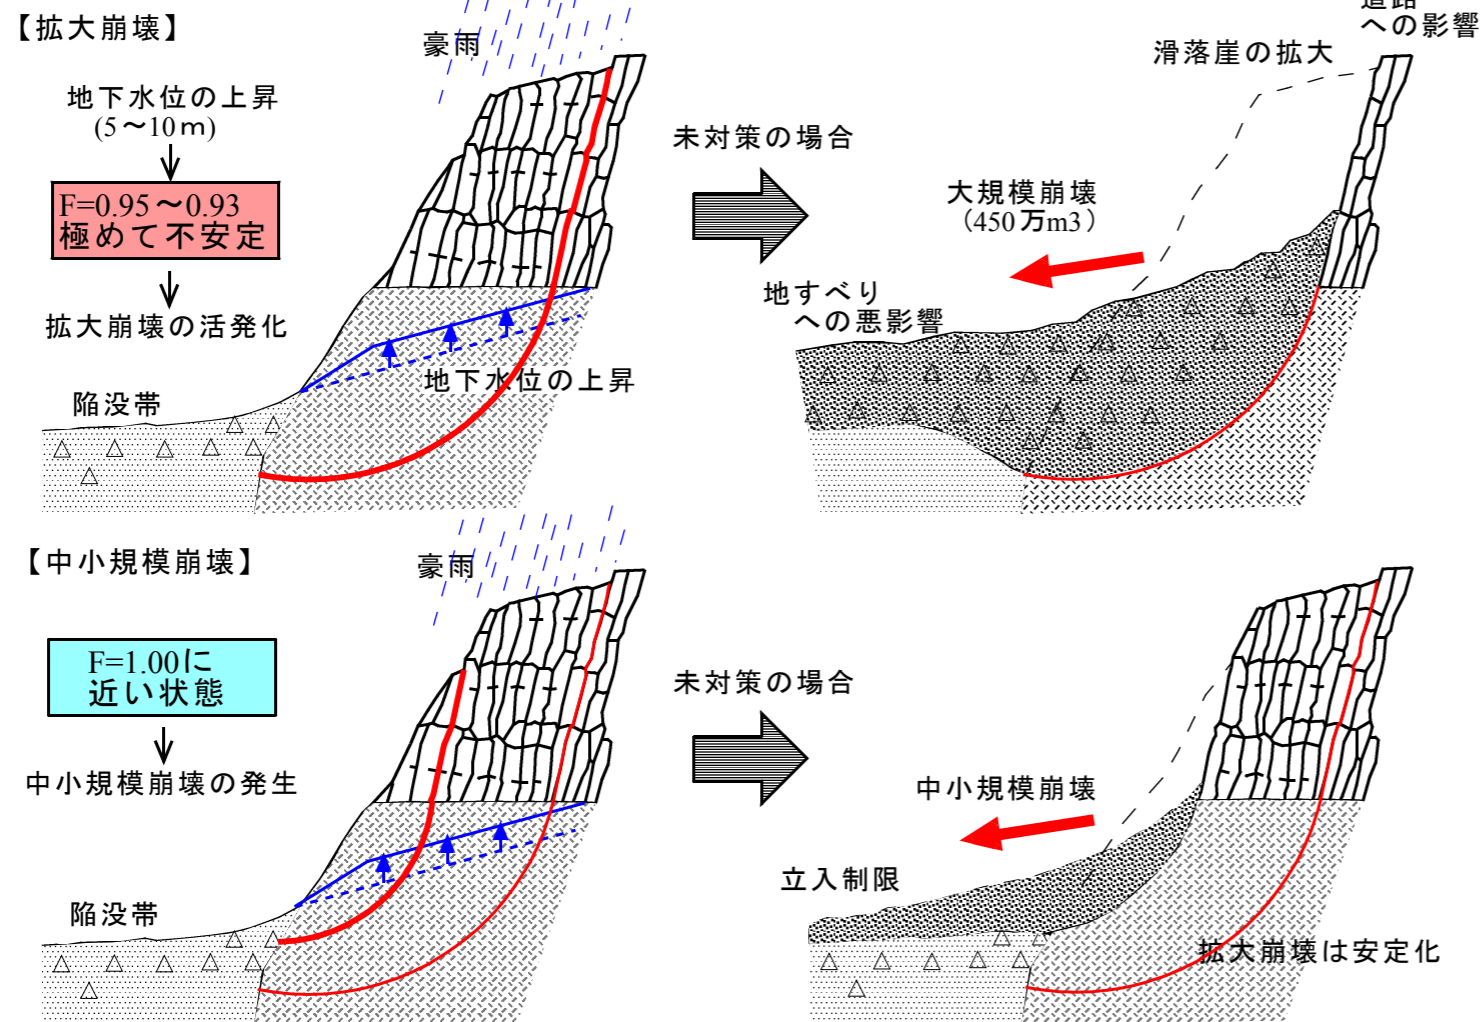 【拡大崩壊】
豪雨
地下水位の上昇
(5～10m)
F=0.95～0.93
極めて不安定
拡大崩壊の活発化
陥没帯
地下水位の上昇
未対策の場合
道路
への影響
滑落崖の拡大
大規模崩壊
(450万m3)
地すべり
への悪影響
【中小規模崩壊】
豪雨
F=1.00に
近い状態
中小規模崩壊の発生
陥没帯
未対策の場合
中小規模崩壊
立入制限
拡大崩壊は安定化